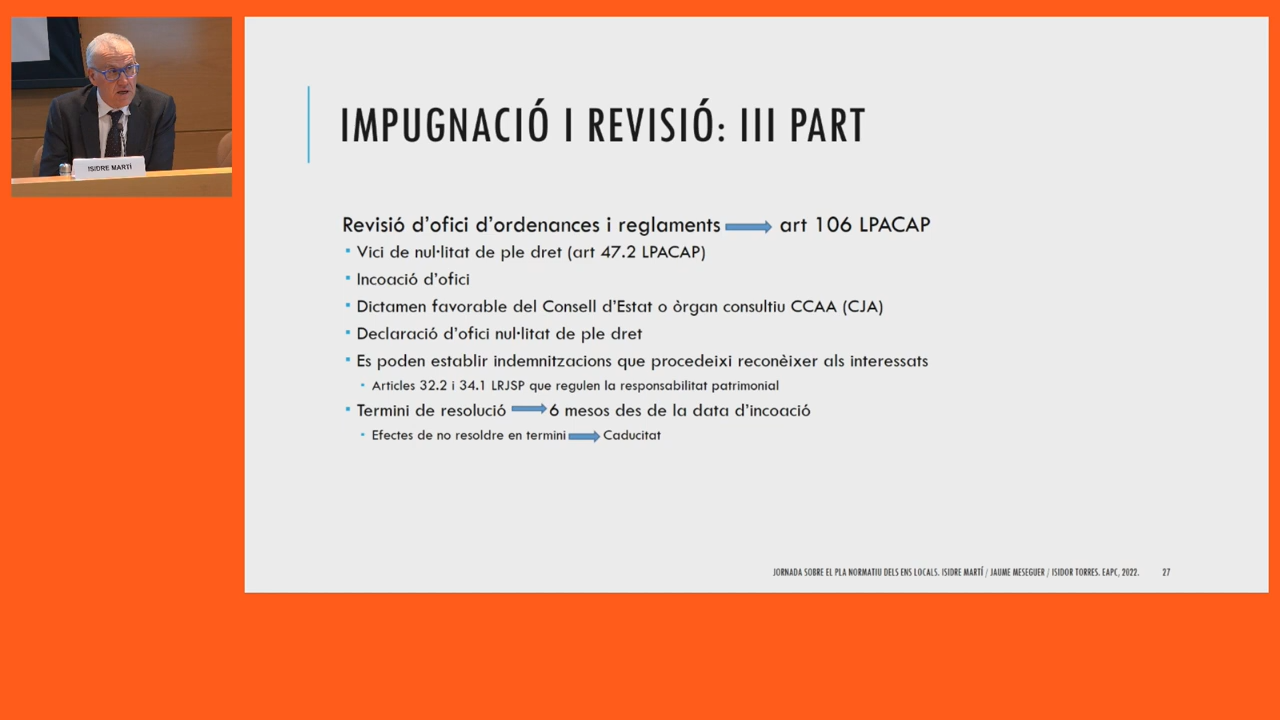 ISIDRE MARTÍ
IMPUGNACIÓ I REVISIÓ: III PART
Revisió d'ofici d'ordenances i reglaments art 106 LPACAP
Vici de nul·litat de ple dret (art 47.2 LPACAP)
Incoació d'ofici
Dictamen favorable del Consell d'Estat o òrgan consultiu CCAA (CJA)
Declaració d'ofici nul·litat de ple dret
Es poden establir indemnitzacions que procedeixi reconèixer als interessats
Articles 32.2 i 34.1 LRJSP que regulen la responsabilitat patrimonial
Termini de resolució 6 mesos des de la data d'incoació
Efectes de no resoldre en termini Caducitat
JORNADA SOBRE EL PLA NORMATIU DELS ENS LOCALS. ISIDRE MARTÍ / JAUME MESEGUER / ISIDOR TORRES. EAPC, 2022. 27